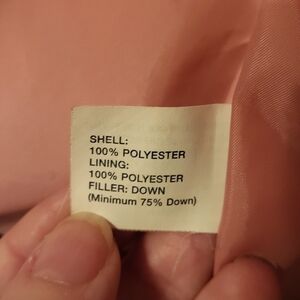 SHELL:
100% POLYESTER
LINING:
100% POLYESTER
FILLER: DOWN
(Minimum 75% Down)